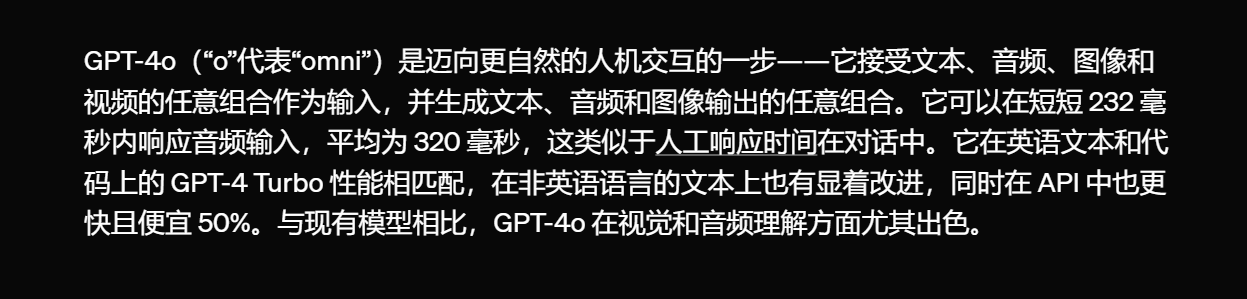 GPT-4o（“o”代表“omni”）是迈向更自然的人机交互的一步——它接受文本、音频、图像和
视频的任意组合作为输入，并生成文本、音频和图像输出的任意组合。它可以在短短 232 毫
秒内响应音频输入，平均为 320 毫秒，这类似于人工响应时间在对话中。它在英语文本和代
码上的 GPT-4 Turbo 性能相匹配，在非英语语言的文本上也有显着改进，同时在 API 中也更
快且便宜 50%。与现有模型相比，GPT-4o 在视觉和音频理解方面尤其出色。